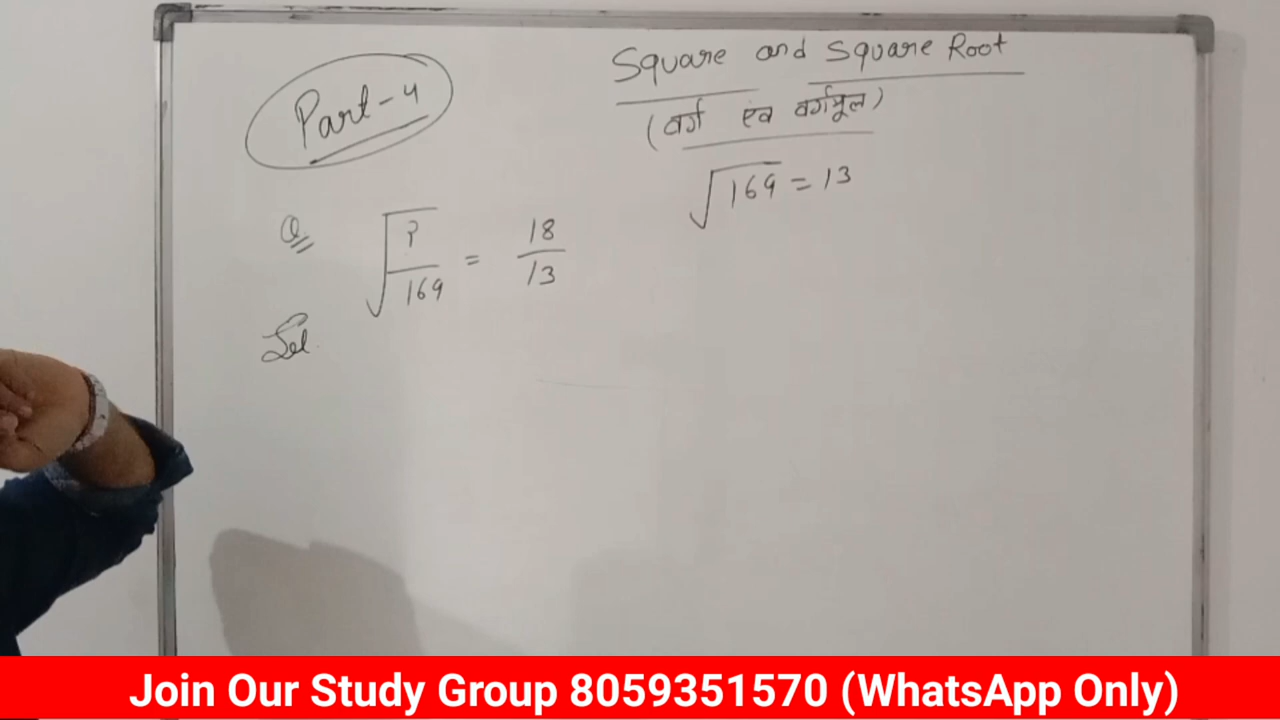 Part-4
Square and Square Root
(वर्ग एव वर्गमूल)
√169 = 13
Q √(?/169) = 18/13
Sol.
Join Our Study Group 8059351570 (WhatsApp Only)